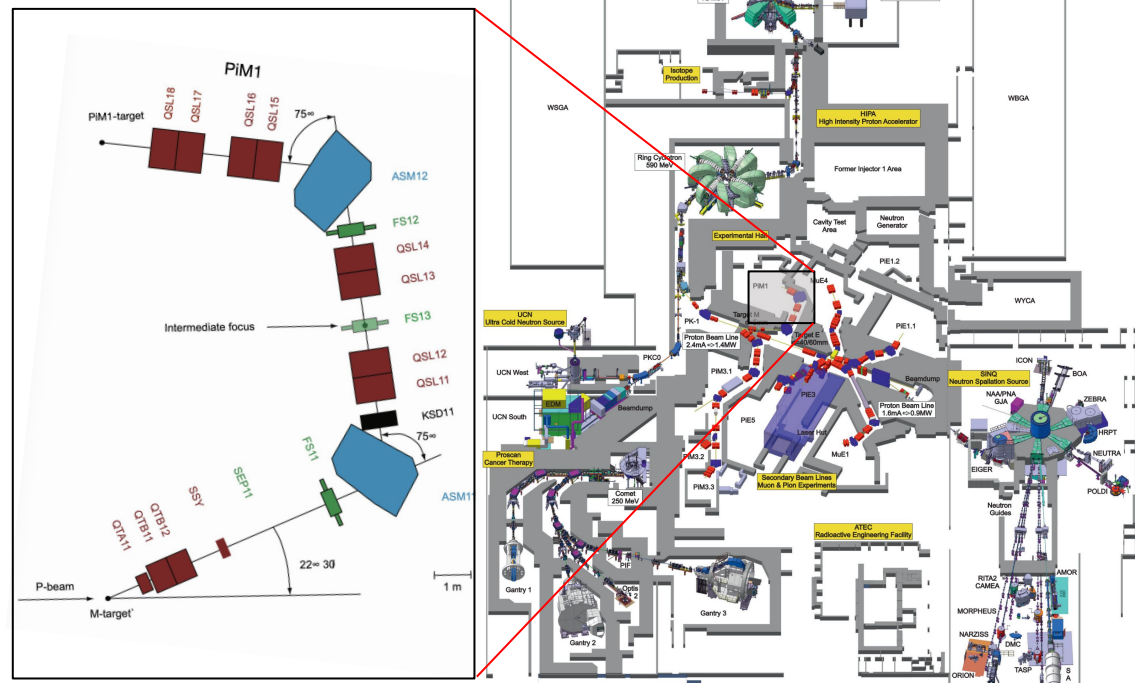 PiM1
QSL18
QSL17
QSL16
QSL15
75∞
PiM1-target
ASM12
FS12
QSL14
QSL13
Intermediate focus
FS13
QSL12
QSL11
KSD11
75∞
FS11
ASM11
SEP11
SSY
QTB12
QTB11
QTA11
22∞ 30
P-beam
M-target`
1 m
Isotope
Production
WSGA
HIPA
High Intensity Proton Accelerator
WBGA
Ring Cyclotron
590 MeV
Former Injector 1 Area
Cavity Test
Area
Neutron
Generator
Experimental Hall
PiE1.2
PiM1
MuE4
WYCA
UCN
Ultra Cold Neutron Source
PK-1
Target M
Target E
d=40/60mm
PiE1.1
Proton Beam Line
2.4mA <=>1.4MW
PKC0
UCN West
PiM3.1
Beamdump
ICON
BOA
SINQ
Neutron Spallation Source
NAA/PNA
GJA
ZEBRA
EDM
Beamdump
PIE3
Proton Beam Line
1.6mA<=>0.9MW
UCN South
PiE5
Laser Hut
HRPT
Proscan
Cancer Therapy
PiM3.2
MuE1
EIGER
NEUTRA
PiM3.3
Secondary Beam Lines
Muon & Pion Experiments
POLDI
Comet
250 MeV
Neutron
Guides
ATEC
Radioactive Engineering Facility
PIF
AMOR
RITA2
CAMEA
Gantry 1
Optis
2
Gantry 3
MORPHEUS
NARZISS
DMC
Gantry 2
TASP
ORION
S
A